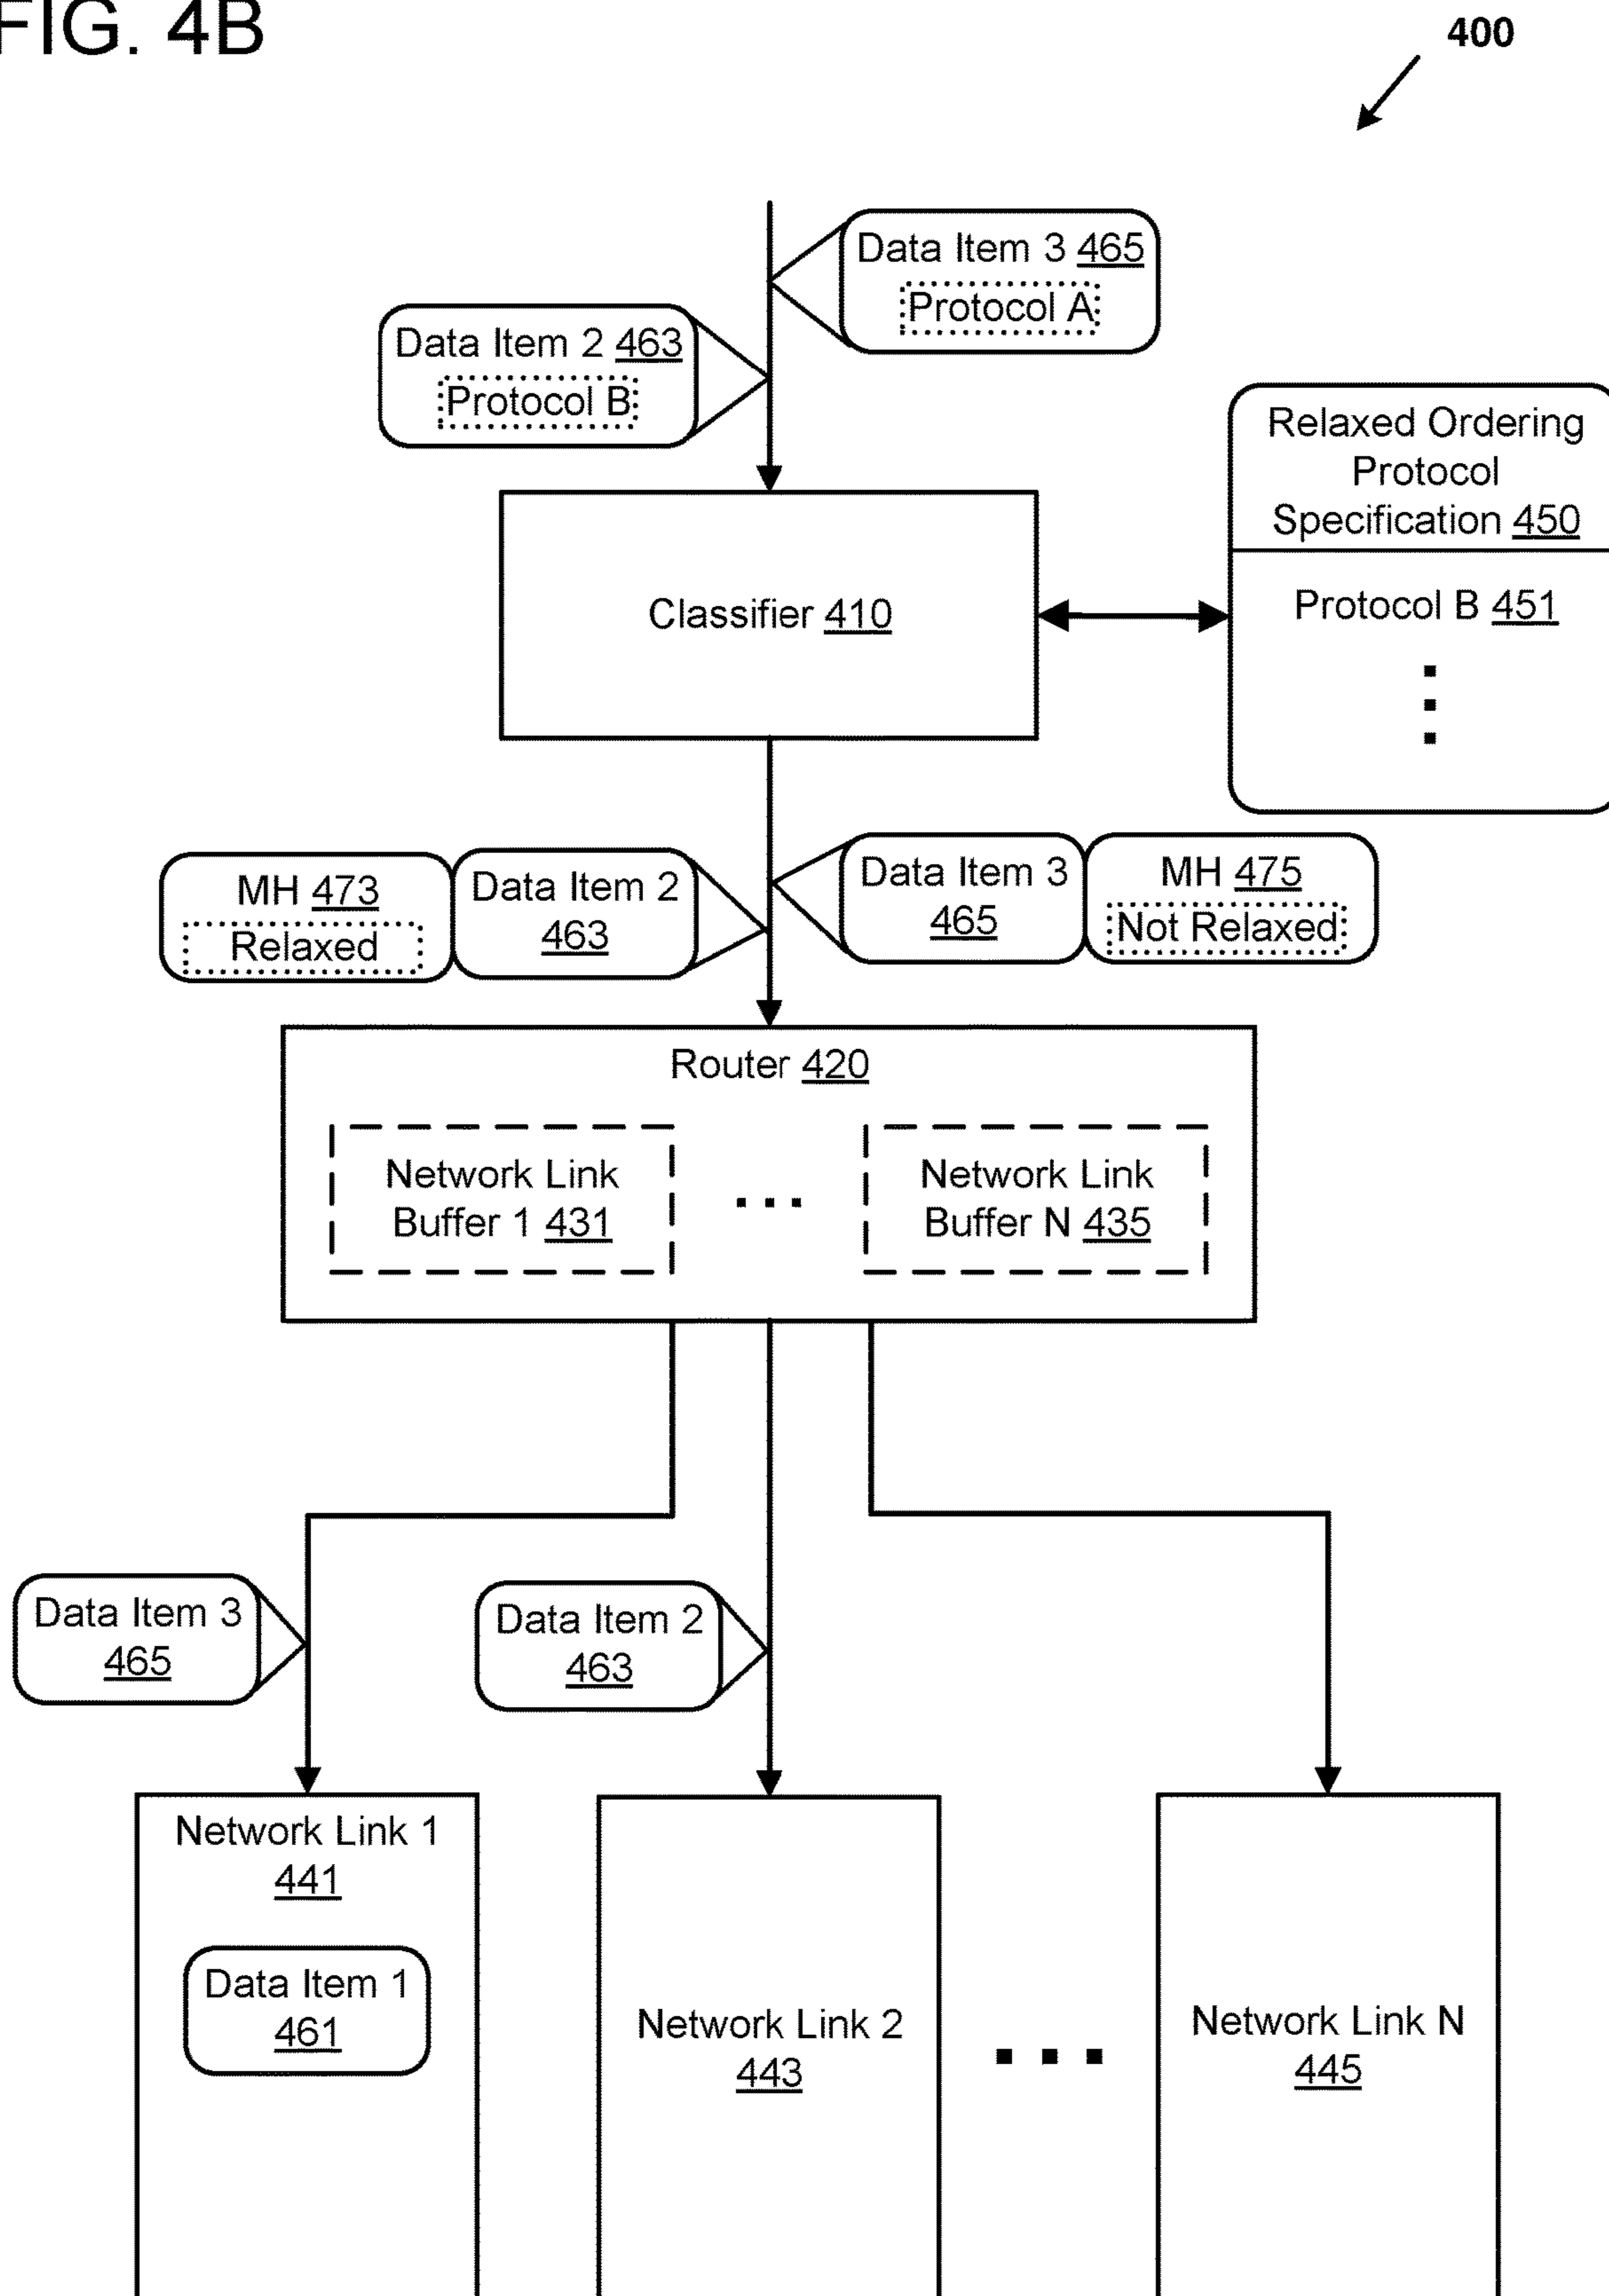 FIG. 4B
400
Data Item 3 465
Protocol A
Data Item 2 463
Protocol B
Relaxed Ordering
Protocol
Specification 450
Protocol B 451
Classifier 410
MH 473
Relaxed
Data Item 2
463
Data Item 3
465
MH 475
Not Relaxed
Router 420
Network Link
Buffer 1 431
...
Network Link
Buffer N 435
Data Item 3
465
Data Item 2
463
Network Link 1
441
Data Item 1
461
Network Link 2
443
...
Network Link N
445